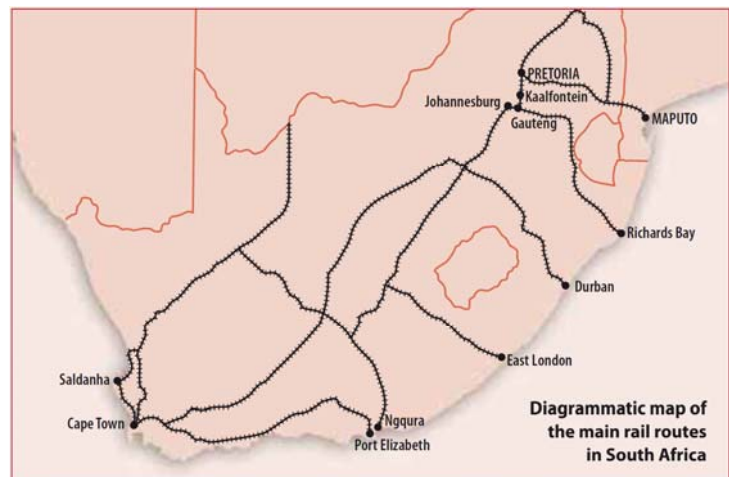 PRETORIA
Kaalfontein
Johannesburg
Gauteng
MAPUTO
Richards Bay
Durban
East London
Saldanha
Cape Town
Ngqura
Port Elizabeth
Diagrammatic map of
the main rail routes
in South Africa